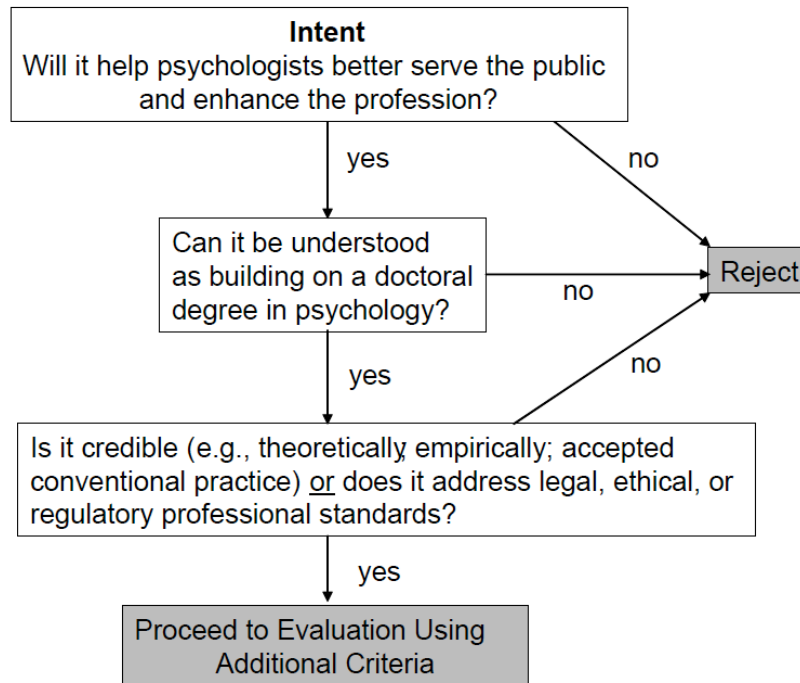 Intent
Will it help psychologists better serve the public
and enhance the profession?
yes
no
Can it be understood
as building on a doctoral
degree in psychology?
no
Reject
yes
no
Is it credible (e.g., theoretically, empirically; accepted
conventional practice) or does it address legal, ethical, or
regulatory professional standards?
yes
Proceed to Evaluation Using
Additional Criteria